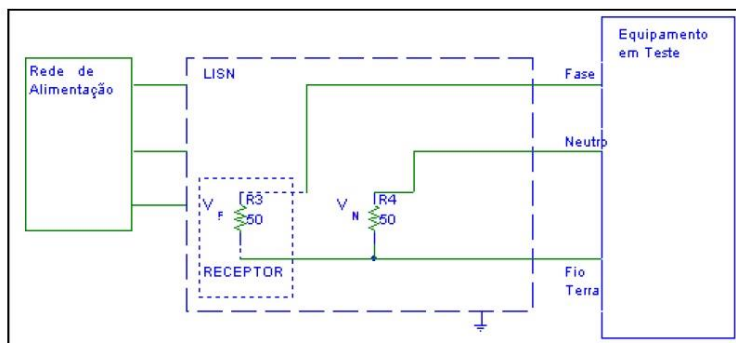 Rede de
Alimentação
LISN
Fase
Equipamento
em Teste
Neutro
V F
R3
50
V N
R4
50
RECEPTOR
Fio
Terra